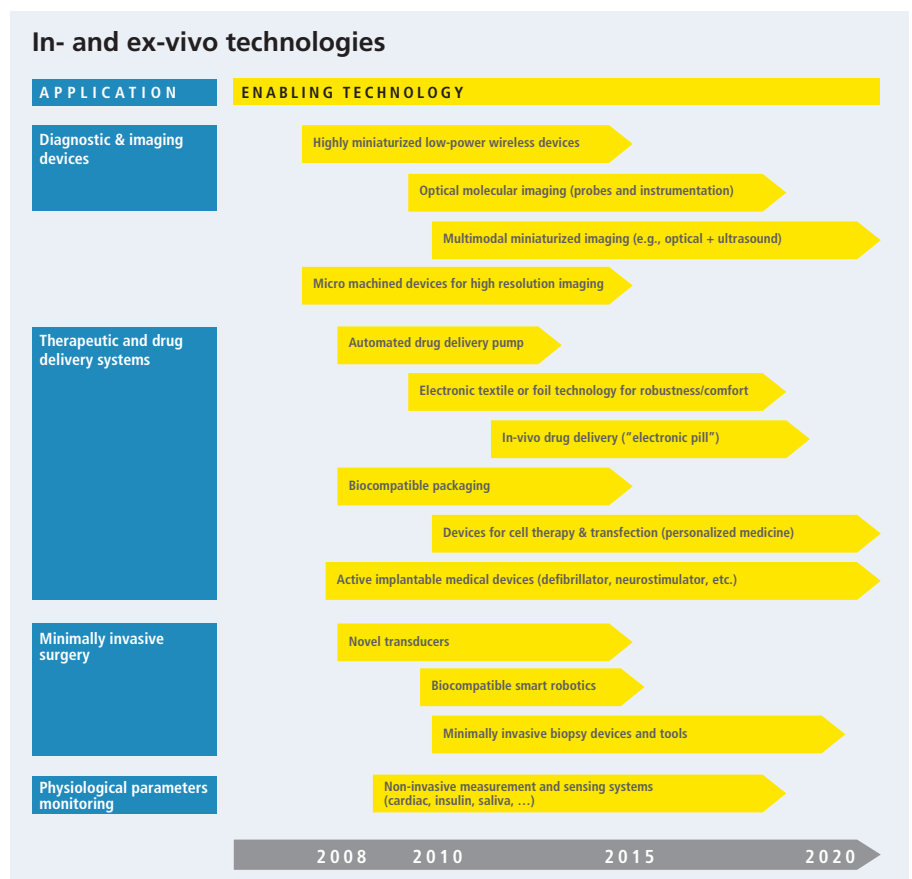 In- and ex-vivo technologies
APPLICATION
ENABLING TECHNOLOGY
Diagnostic & imaging
devices
Highly miniaturized low-power wireless devices
Optical molecular imaging (probes and instrumentation)
Multimodal miniaturized imaging (e.g., optical + ultrasound)
Micro machined devices for high resolution imaging
Therapeutic and drug
delivery systems
Automated drug delivery pump
Electronic textile or foil technology for robustness/comfort
In-vivo drug delivery (“electronic pill”)
Biocompatible packaging
Devices for cell therapy & transfection (personalized medicine)
Active implantable medical devices (defibrillator, neurostimulator, etc.)
Minimally invasive
surgery
Novel transducers
Biocompatible smart robotics
Minimally invasive biopsy devices and tools
Physiological parameters
monitoring
Non-invasive measurement and sensing systems
(cardiac, insulin, saliva, …)
2008 2010 2015 2020